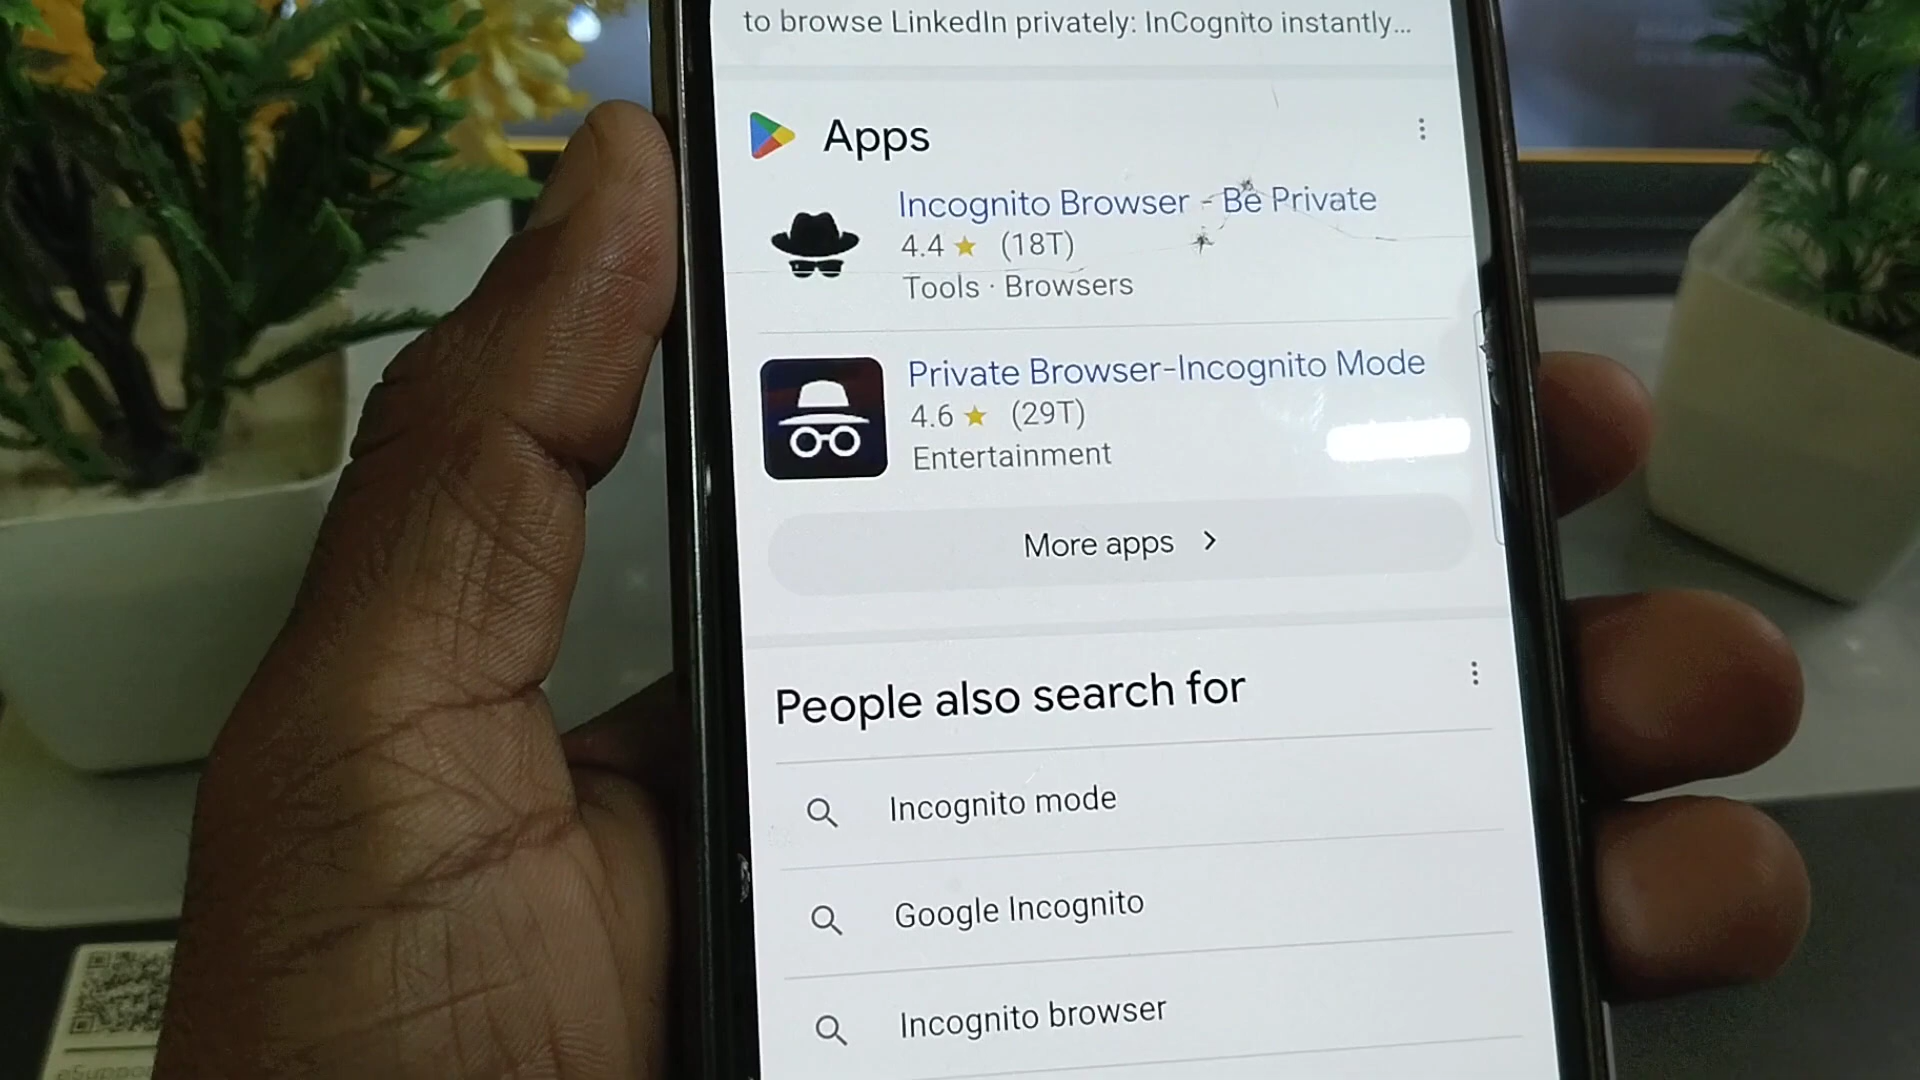 to browse LinkedIn privately: InCognito instantly...
Apps
Incognito Browser - Be Private
4.4 ★ (18T)
Tools · Browsers
Private Browser-Incognito Mode
4.6 ★ (29T)
Entertainment
More apps
People also search for
Incognito mode
Google Incognito
Incognito browser
eSuppor